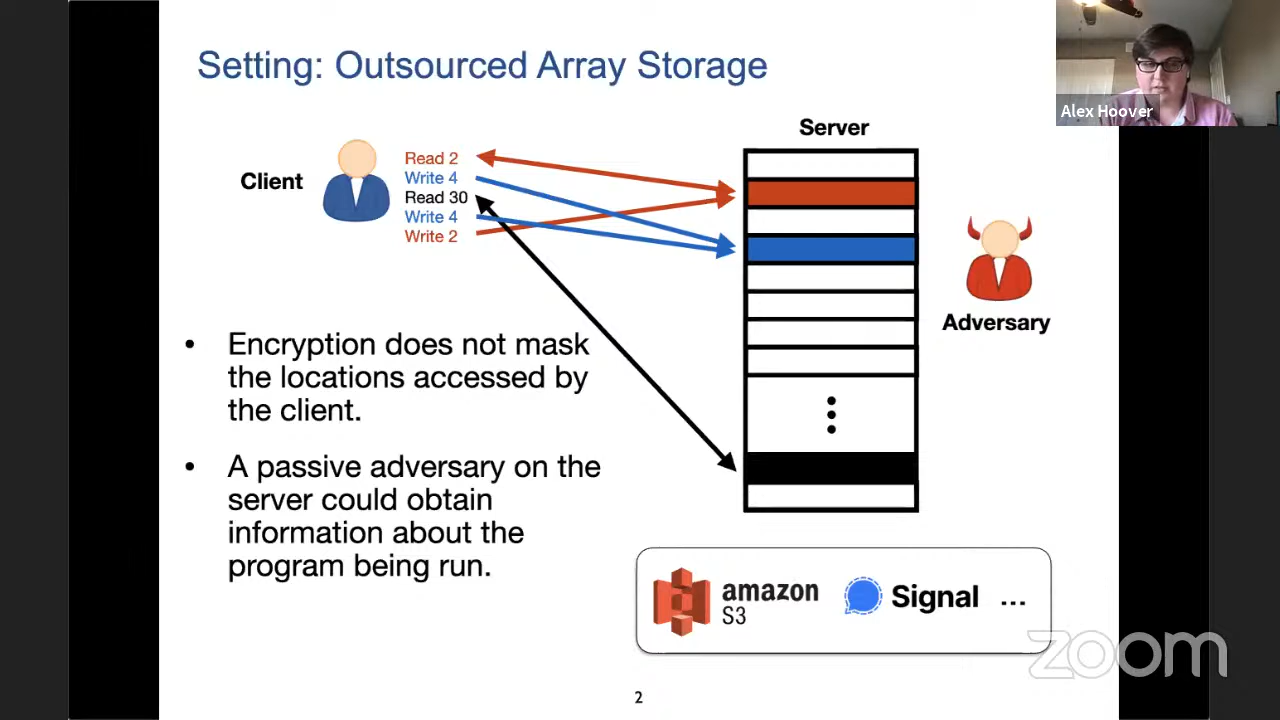 Setting: Outsourced Array Storage
Alex Hoover
Server
Client
Read 2
Write 4
Read 30
Write 4
Write 2
Adversary
• Encryption does not mask
the locations accessed by
the client.
• A passive adversary on the
server could obtain
information about the
program being run.
amazon
S3
Signal ...
zoom
2